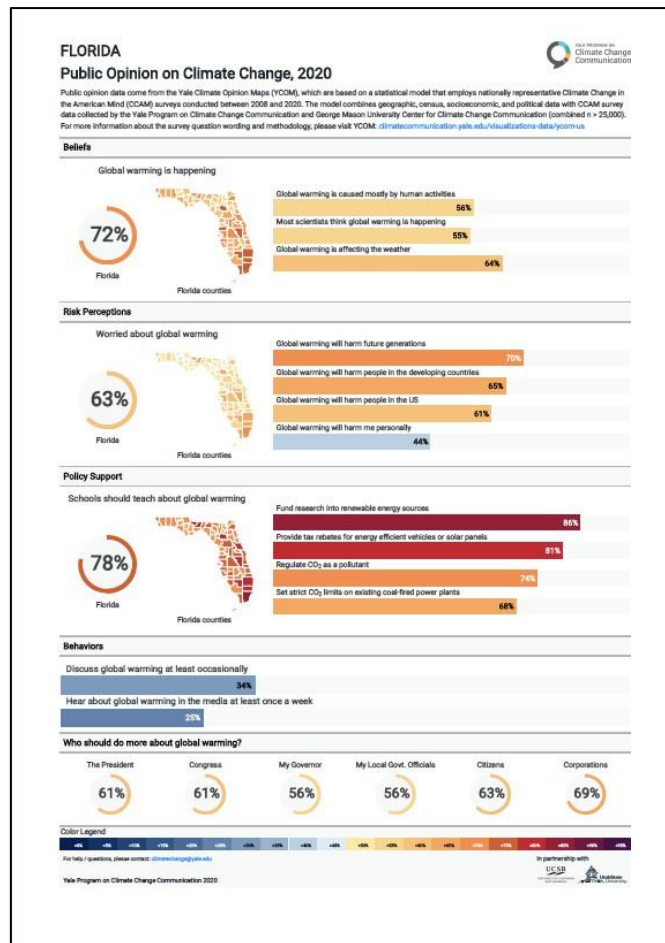 FLORIDA
Public Opinion on Climate Change, 2020
YALE PROGRAM ON
Climate Change
Communication
Public opinion data come from the Yale Climate Opinion Maps (YCOM), which are based on a statistical model that employs nationally representative Climate Change in
the American Mind (CCAM) surveys conducted between 2008 and 2020. The model combines geographic, census, socioeconomic, and political data with CCAM survey
data collected by the Yale Program on Climate Change Communication and George Mason University Center for Climate Change Communication (combined n > 25,000).
For more information about the survey question wording and methodology, please visit YCOM: climatecommunication.yale.edu/visualizations-data/ycom-us
Beliefs
Global warming is happening
72%
Florida
Florida counties
Global warming is caused mostly by human activities
56%
Most scientists think global warming is happening
55%
Global warming is affecting the weather
64%
Risk Perceptions
Worried about global warming
63%
Florida
Florida counties
Global warming will harm future generations
70%
Global warming will harm people in the developing countries
65%
Global warming will harm people in the US
61%
Global warming will harm me personally
44%
Policy Support
Schools should teach about global warming
78%
Florida
Florida counties
Fund research into renewable energy sources
86%
Provide tax rebates for energy efficient vehicles or solar panels
81%
Regulate CO₂ as a pollutant
74%
Set strict CO₂ limits on existing coal-fired power plants
68%
Behaviors
Discuss global warming at least occasionally
34%
Hear about global warming in the media at least once a week
25%
Who should do more about global warming?
The President Congress My Governor My Local Govt. Officials Citizens Corporations
61% 61% 56% 56% 63% 69%
Color Legend
For help / questions, please contact: climatechange@yale.edu
In partnership with
UCSB
UtahState
University
Yale Program on Climate Change Communication 2020